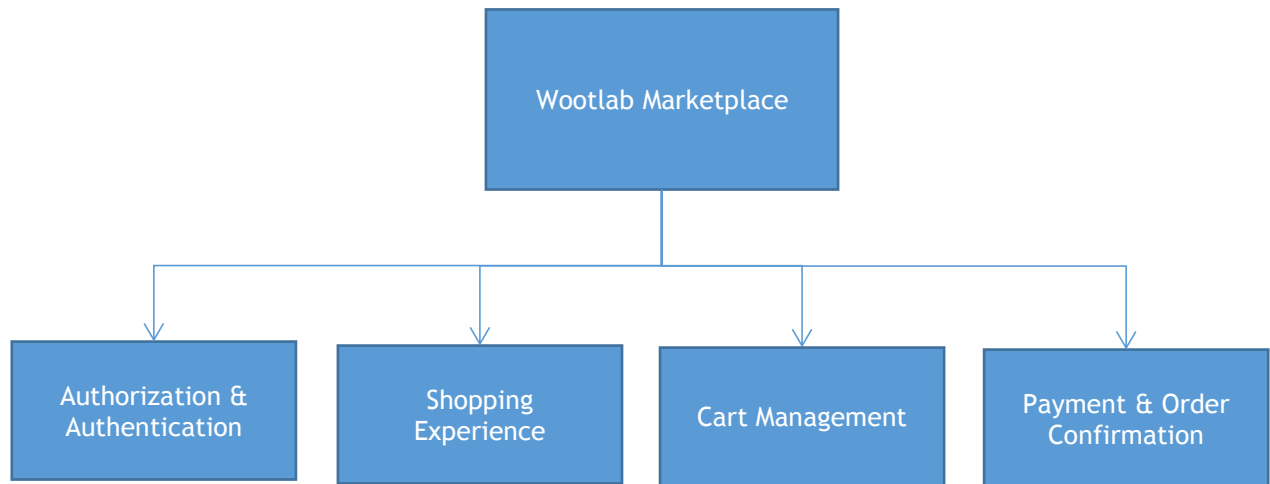 Wootlab Marketplace
Authorization &
Authentication
Shopping
Experience
Cart Management
Payment & Order
Confirmation